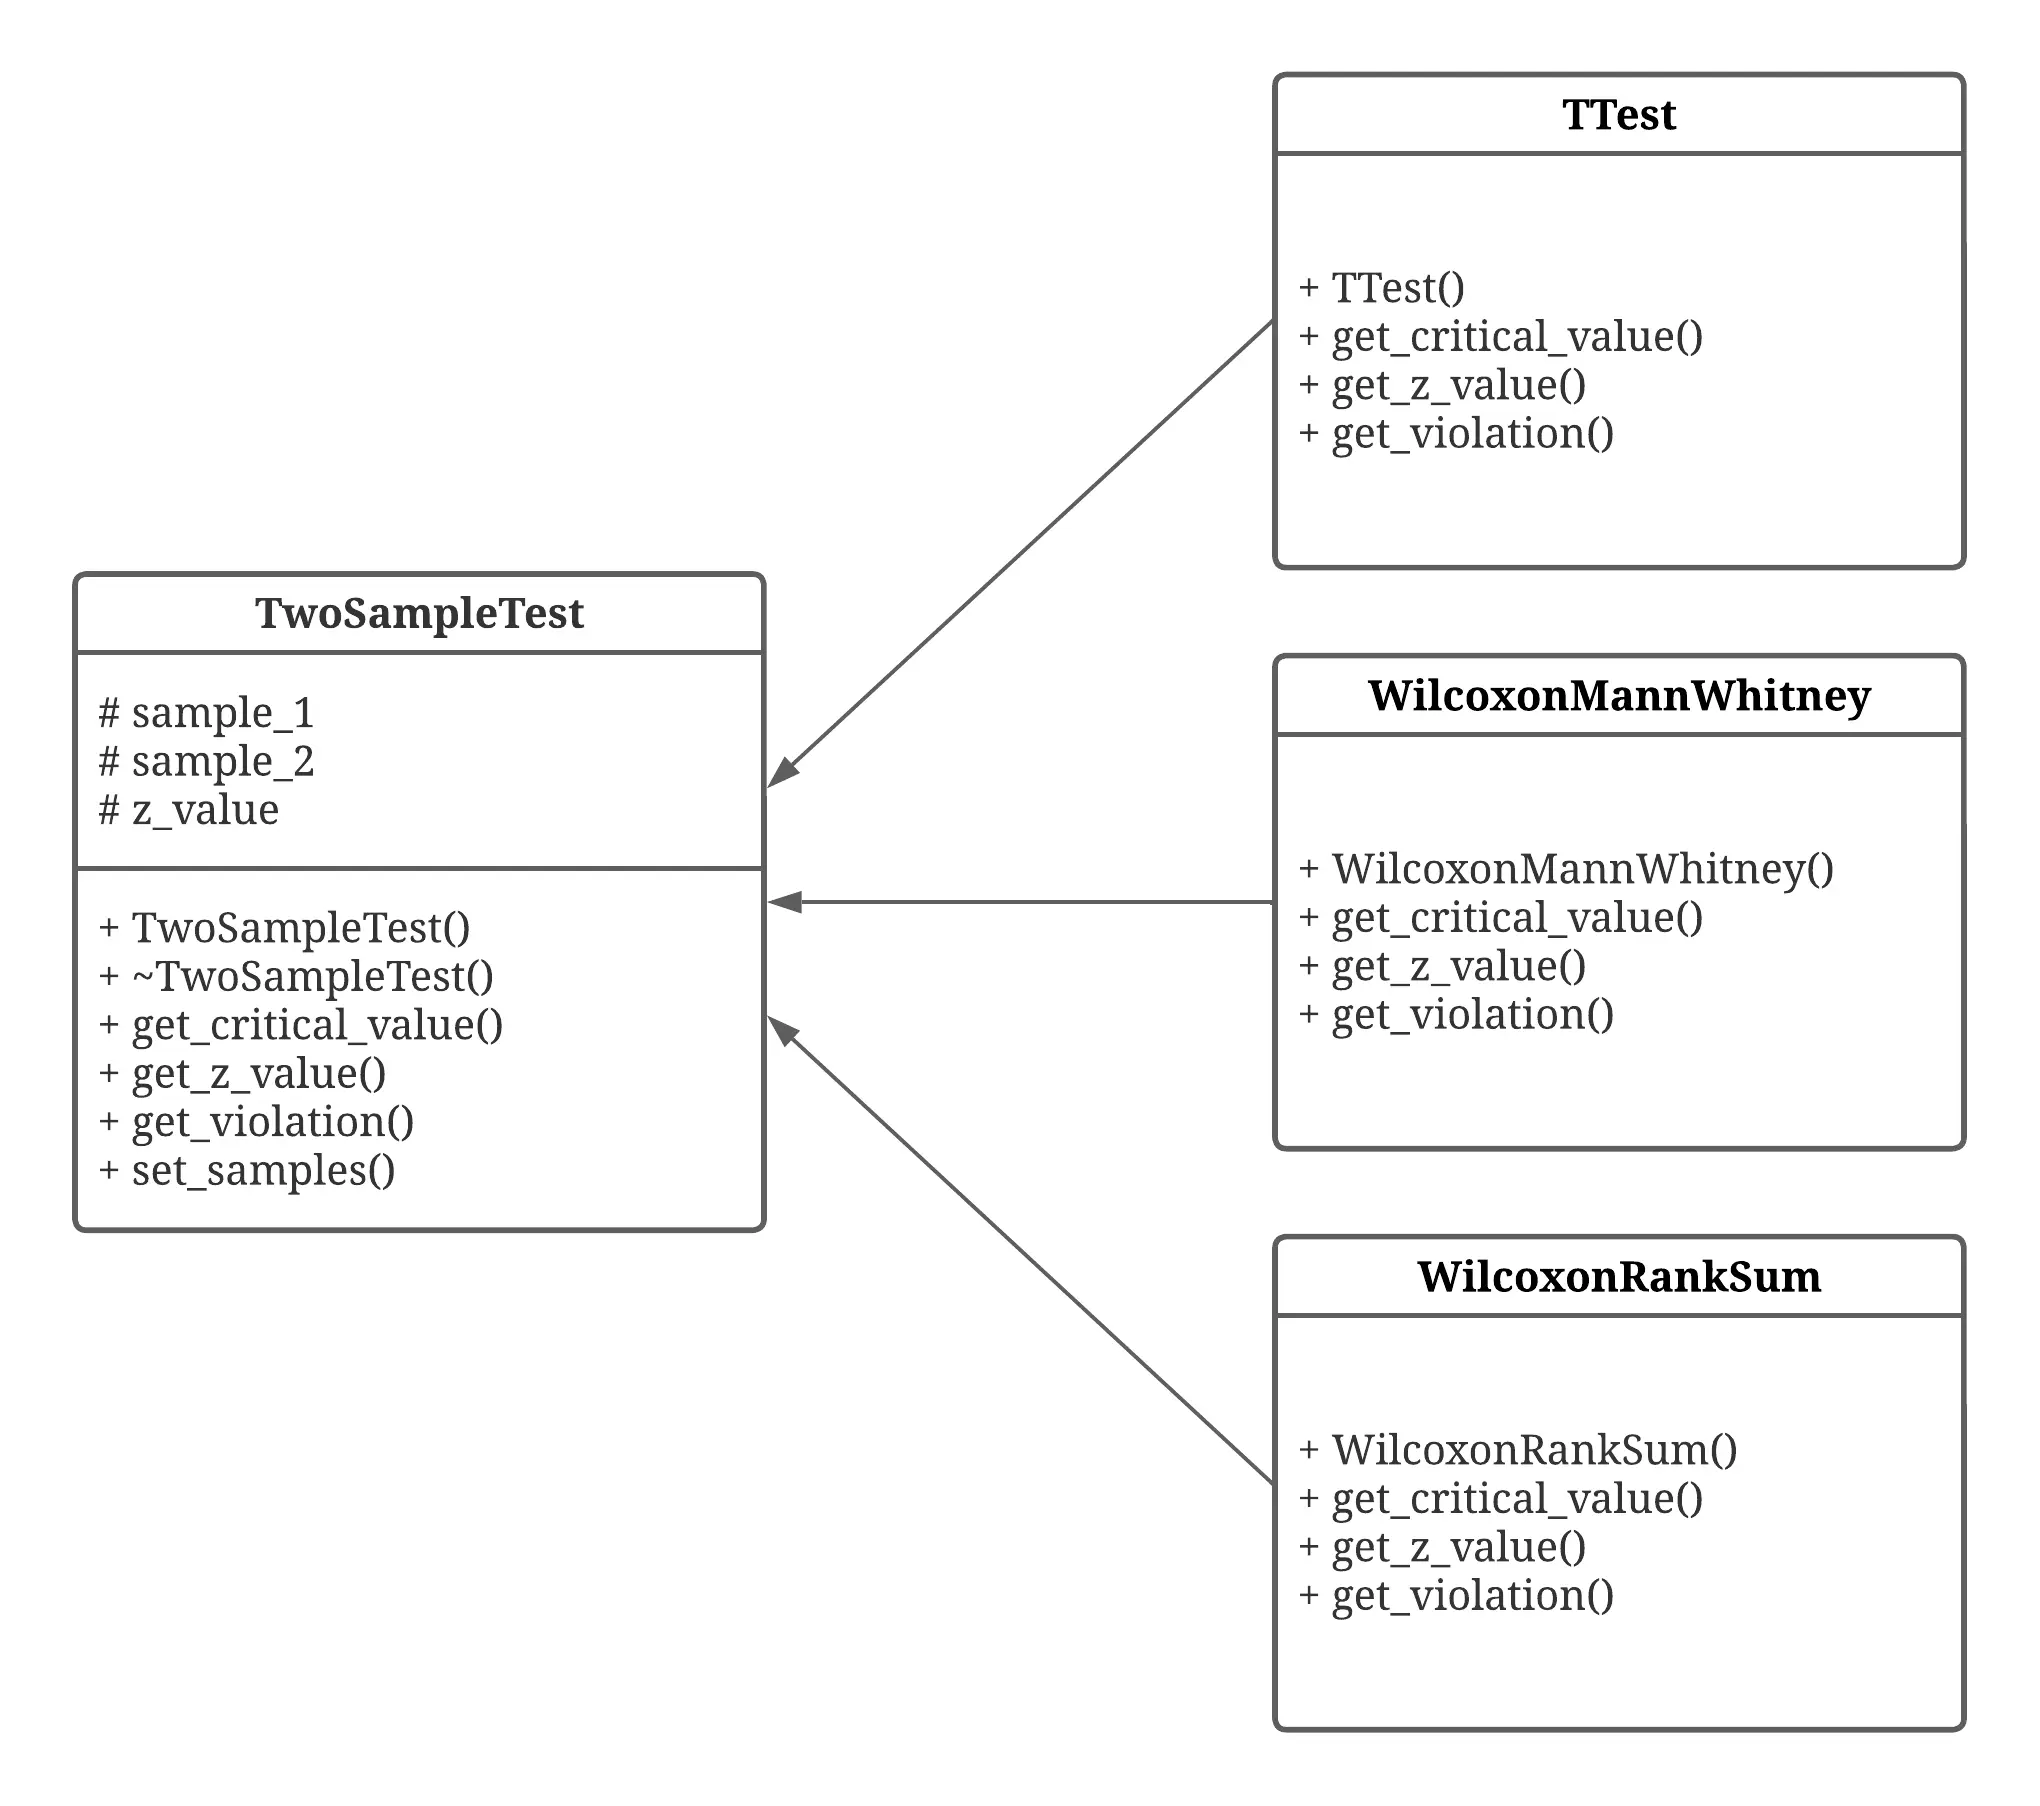 TwoSampleTest
# sample_1
# sample_2
# z_value
+ TwoSampleTest()
+ ~TwoSampleTest()
+ get_critical_value()
+ get_z_value()
+ get_violation()
+ set_samples()
TTest
+ TTest()
+ get_critical_value()
+ get_z_value()
+ get_violation()
WilcoxonMannWhitney
+ WilcoxonMannWhitney()
+ get_critical_value()
+ get_z_value()
+ get_violation()
WilcoxonRankSum
+ WilcoxonRankSum()
+ get_critical_value()
+ get_z_value()
+ get_violation()